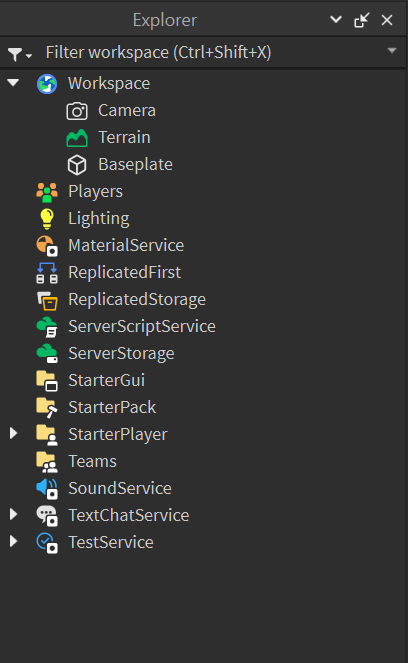 Explorer
Filter workspace (Ctrl+Shift+X)
Workspace
Camera
Terrain
Baseplate
Players
Lighting
MaterialService
ReplicatedFirst
ReplicatedStorage
ServerScriptService
ServerStorage
StarterGui
StarterPack
StarterPlayer
Teams
SoundService
TextChatService
TestService